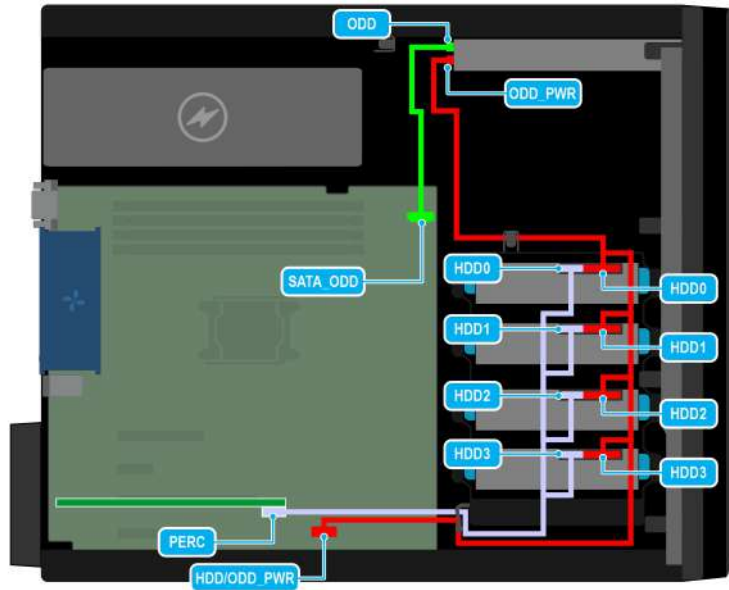 ODD
ODD_PWR
SATA_ODD
HDD0
HDD0
HDD1
HDD1
HDD2
HDD2
HDD3
HDD3
PERC
HDD/ODD_PWR